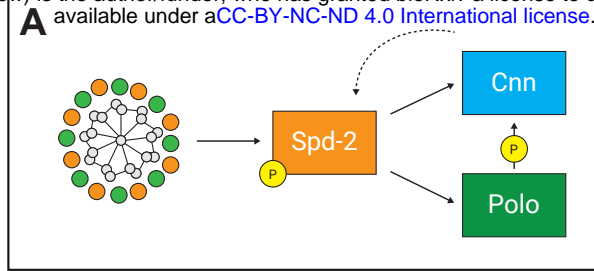 available under aCC-BY-NC-ND 4.0 International license.
A
Cnn
Spd-2
P
P
Polo